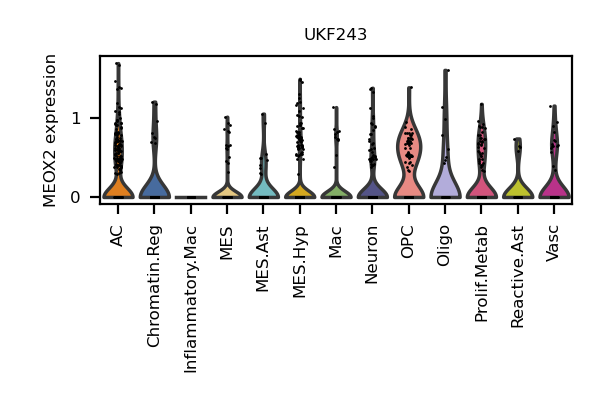 UKF243
MEOX2 expression
1
0
AC
Chromatin.Reg
Inflammatory.Mac
MES
MES.Ast
MES.Hyp
Mac
Neuron
OPC
Oligo
Prolif.Metab
Reactive.Ast
Vasc